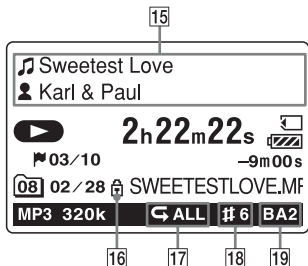 15
Sweetest Love
Karl & Paul
2h22m22s
03/10 –9m00s
08 02/28 SWEETESTLOVE.MF
MP3 320k ALL ♯6 BA2
16 17 18 19